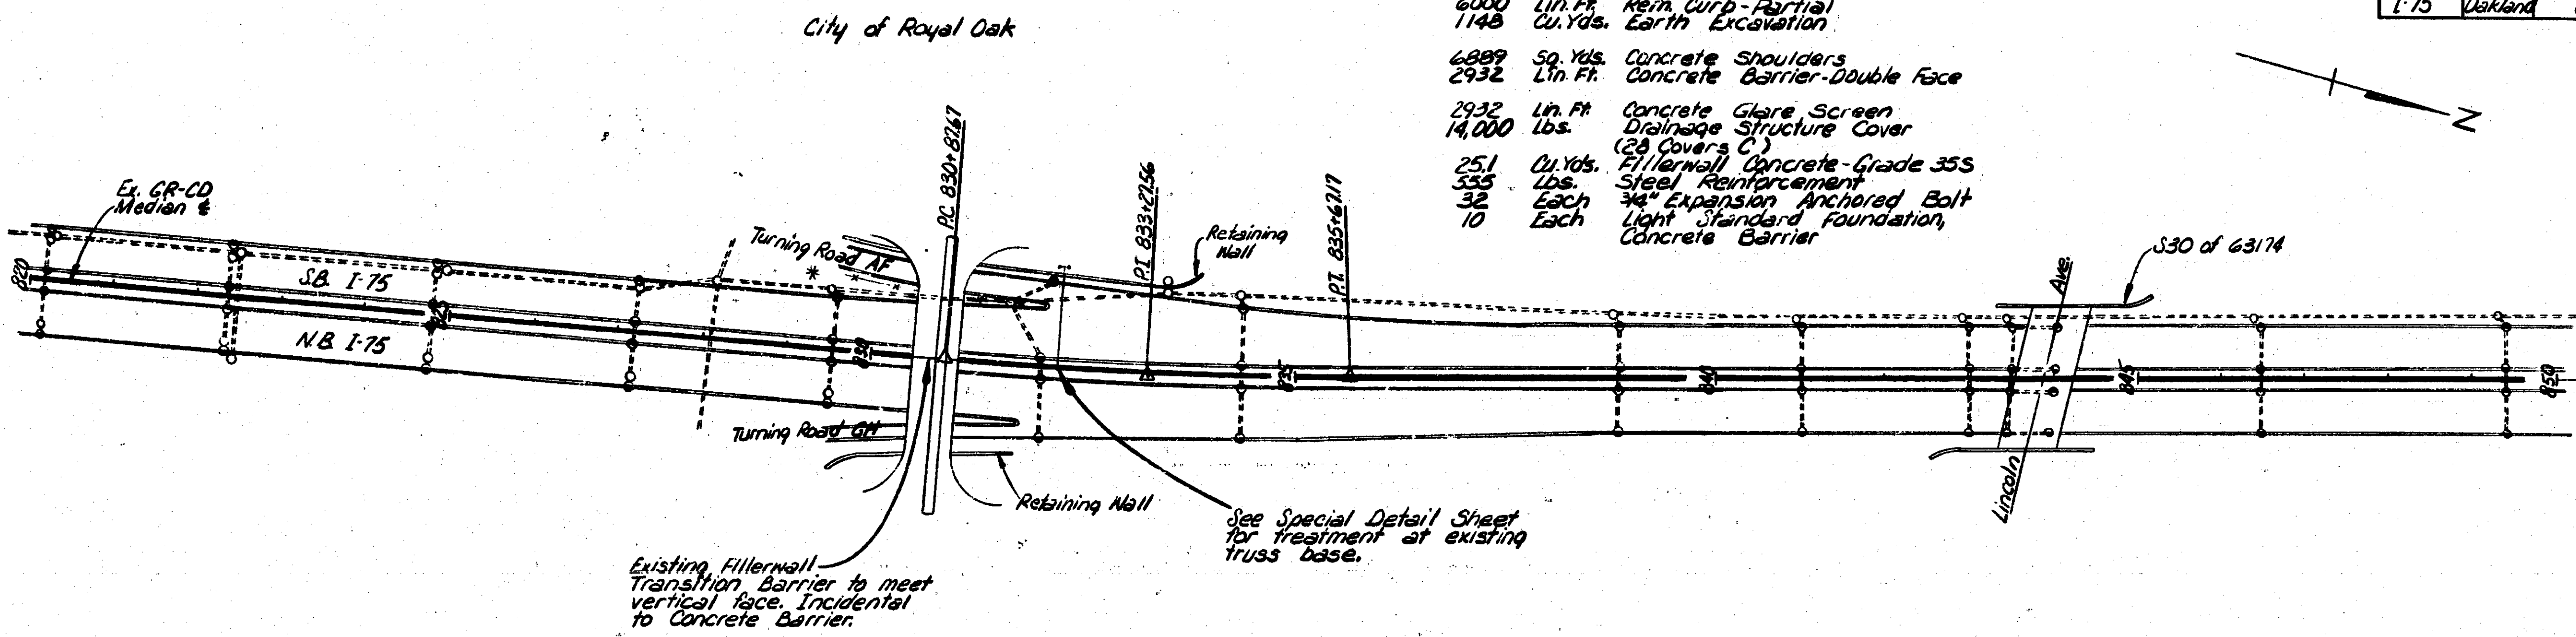 City of Royal Oak
6000 Lin. Ft. Rem. Curb-Partial
1148 Cu. Yds. Earth Excavation
6889 Sq. Yds. Concrete Shoulders
2932 Lin. Ft. Concrete Barrier-Double Face
2932 Lin. Ft. Concrete Glare Screen
14,000 Lbs. Drainage Structure Cover
(28 Covers C)
25.1 Cu. Yds. Fillerwall Concrete-Grade 35S
555 Lbs. Steel Reinforcement
32 Each 3/4" Expansion Anchored Bolt
10 Each Light Standard Foundation,
Concrete Barrier
I-75 Oakland
N
Ex. GR-CD
Median ℄
820
S.B. I-75
N.B. I-75
825
Turning Road AF
*
830
P.C. 830+87.67
P.I. 833+27.56
Retaining
Wall
P.T. 835+67.17
835
840
S30 of 63174
Lincoln Ave.
845
850
Turning Road GH
Retaining Wall
See Special Detail Sheet
for treatment at existing
truss base.
Existing Fillerwall
Transition Barrier to meet
vertical face. Incidental
to Concrete Barrier.